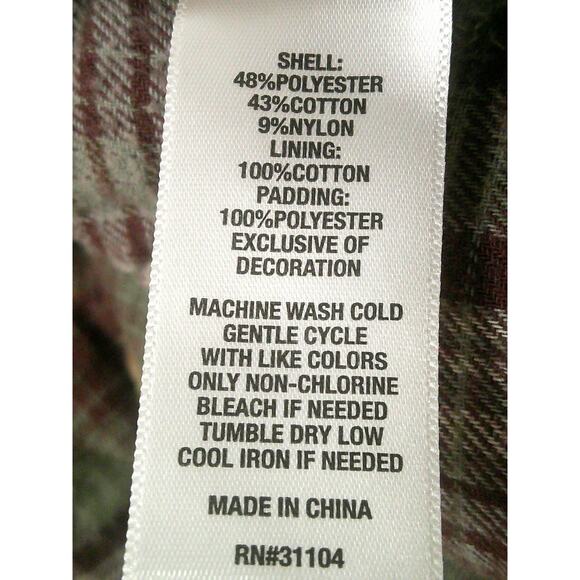 SHELL:
48%POLYESTER
43%COTTON
9%NYLON
LINING:
100%COTTON
PADDING:
100%POLYESTER
EXCLUSIVE OF
DECORATION
MACHINE WASH COLD
GENTLE CYCLE
WITH LIKE COLORS
ONLY NON-CHLORINE
BLEACH IF NEEDED
TUMBLE DRY LOW
COOL IRON IF NEEDED
MADE IN CHINA
RN#31104